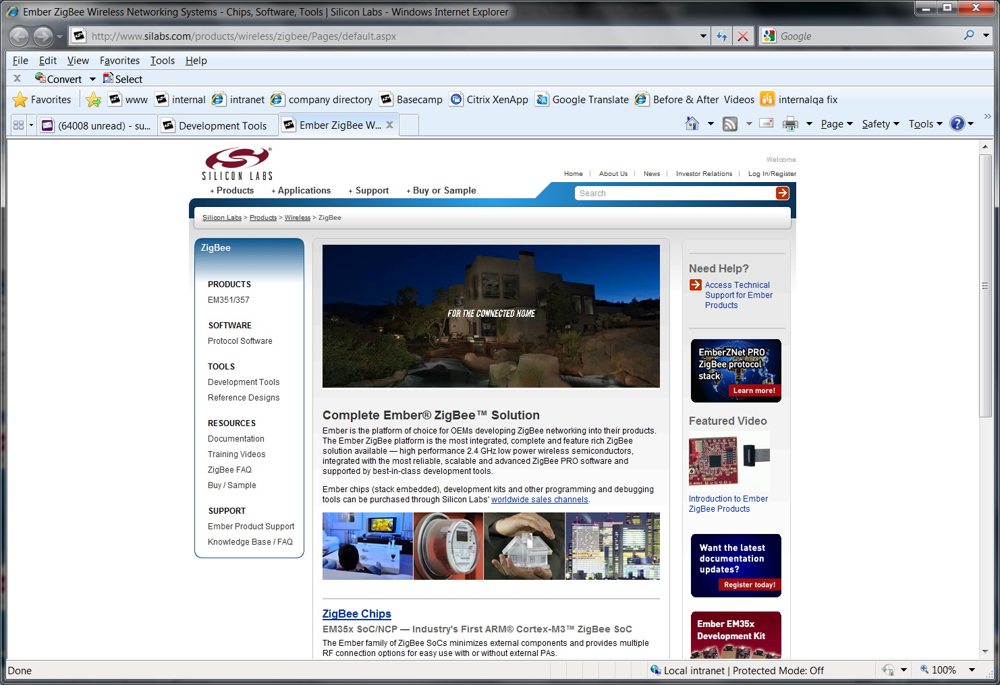 Ember ZigBee Wireless Networking Systems - Chips, Software, Tools | Silicon Labs - Windows Internet Explorer
http://www.silabs.com/products/wireless/zigbee/Pages/default.aspx
Google
File Edit View Favorites Tools Help
x Convert Select
Favorites www internal intranet company directory Basecamp Citrix XenApp Google Translate Before & After Videos internalqa fix
(64008 unread) - su... Development Tools Ember ZigBee W... Page Safety Tools
SILICON LABS
Welcome
Home | About Us | News | Investor Relations | Log In/Register
+ Products + Applications + Support + Buy or Sample
Search
Silicon Labs > Products > Wireless > ZigBee
ZigBee
PRODUCTS
EM351/357
SOFTWARE
Protocol Software
TOOLS
Development Tools
Reference Designs
RESOURCES
Documentation
Training Videos
ZigBee FAQ
Buy / Sample
SUPPORT
Ember Product Support
Knowledge Base / FAQ
FOR THE CONNECTED HOME
Complete Ember® ZigBee™ Solution
Ember is the platform of choice for OEMs developing ZigBee networking into their products.
The Ember ZigBee platform is the most integrated, complete and feature rich ZigBee
solution available — high performance 2.4 GHz low power wireless semiconductors,
integrated with the most reliable, scalable and advanced ZigBee PRO software and
supported by best-in-class development tools.
Ember chips (stack embedded), development kits and other programming and debugging
tools can be purchased through Silicon Labs' worldwide sales channels.
ZigBee Chips
EM35x SoC/NCP — Industry's First ARM® Cortex-M3™ ZigBee SoC
The Ember family of ZigBee SoCs minimizes external components and provides multiple
RF connection options for easy use with or without external PAs.
Need Help?
Access Technical
Support for Ember
Products
EmberZNet PRO
ZigBee protocol
stack
Learn more!
Featured Video
Introduction to Ember
ZigBee Products
Want the latest
documentation
updates?
Register today!
Ember EM35x
Development Kit
Done
Local intranet | Protected Mode: Off
100%